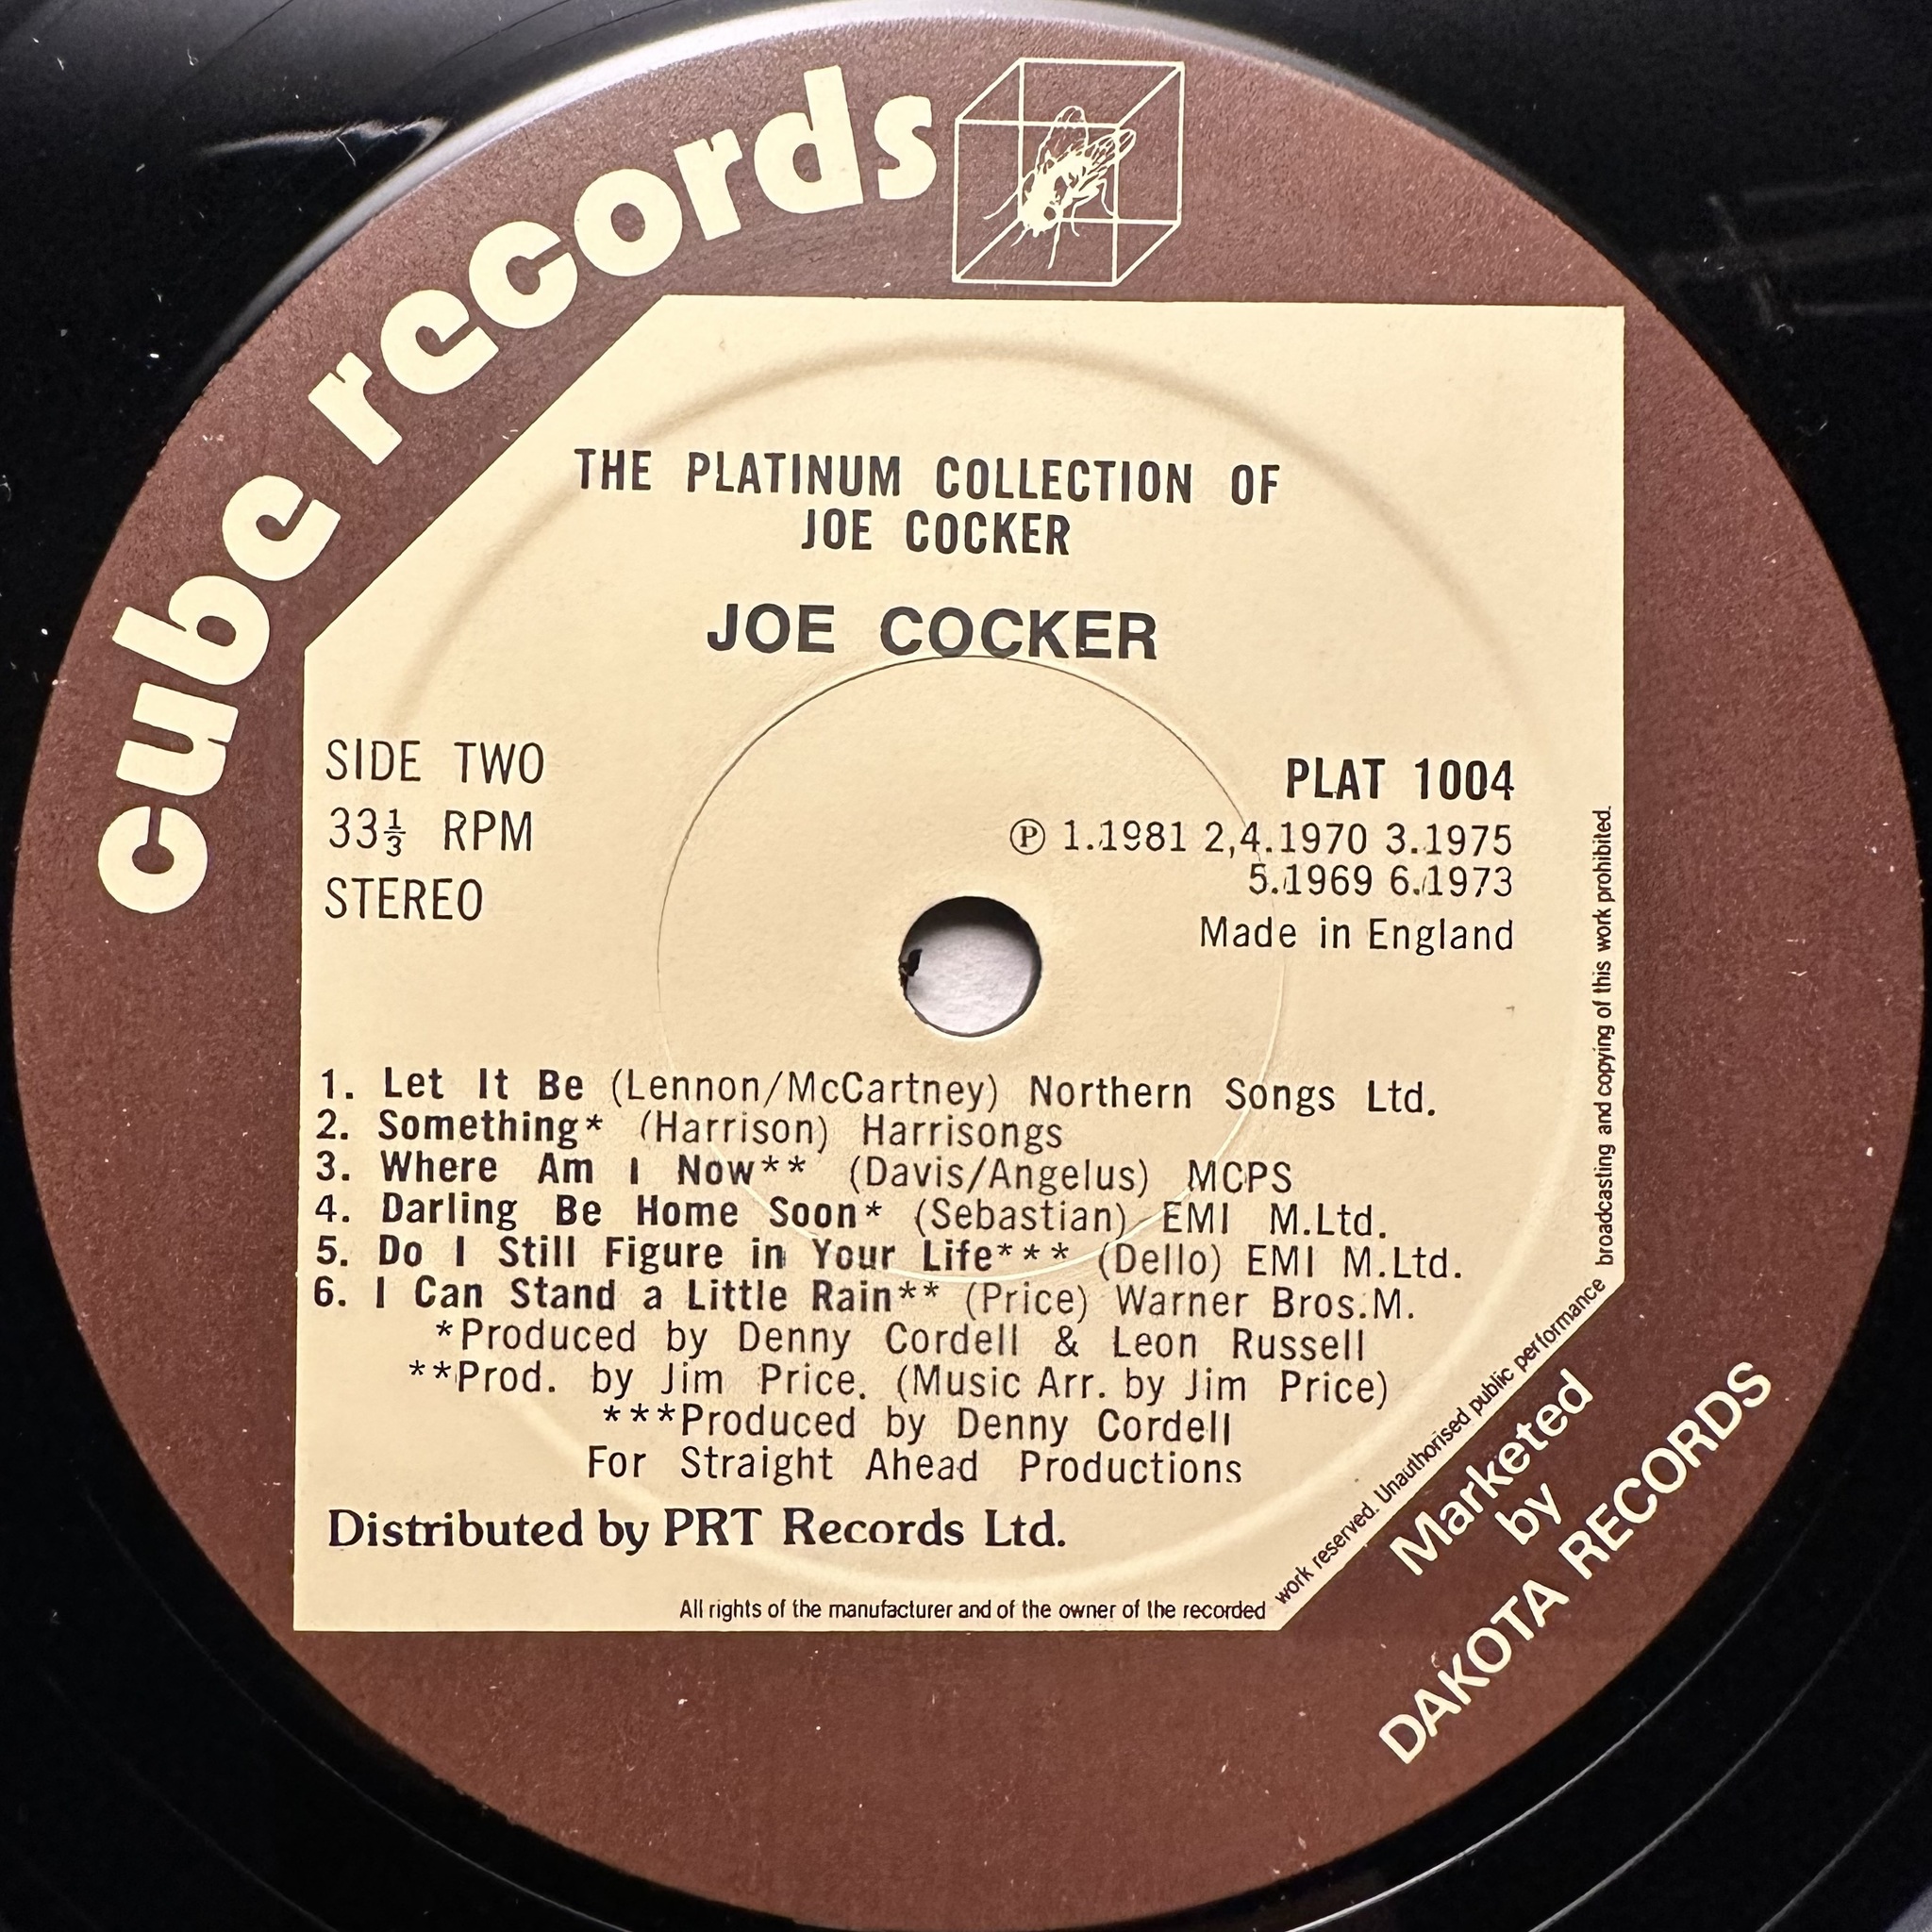 cube records
THE PLATINUM COLLECTION OF
JOE COCKER
JOE COCKER
SIDE TWO
33⅓ RPM
STEREO
PLAT 1004
Ⓟ 1.1981 2,4.1970 3.1975
5.1969 6.1973
Made in England
1. Let It Be (Lennon/McCartney) Northern Songs Ltd.
2. Something* (Harrison) Harrisongs
3. Where Am I Now** (Davis/Angelus) MCPS
4. Darling Be Home Soon* (Sebastian) EMI M.Ltd.
5. Do I Still Figure in Your Life*** (Dello) EMI M.Ltd.
6. I Can Stand a Little Rain** (Price) Warner Bros.M.
*Produced by Denny Cordell & Leon Russell
**Prod. by Jim Price. (Music Arr. by Jim Price)
***Produced by Denny Cordell
For Straight Ahead Productions
Distributed by PRT Records Ltd.
All rights of the manufacturer and of the owner of the recorded
work reserved. Unauthorised public performance
broadcasting and copying of this work prohibited.
Marketed
by
DAKOTA RECORDS